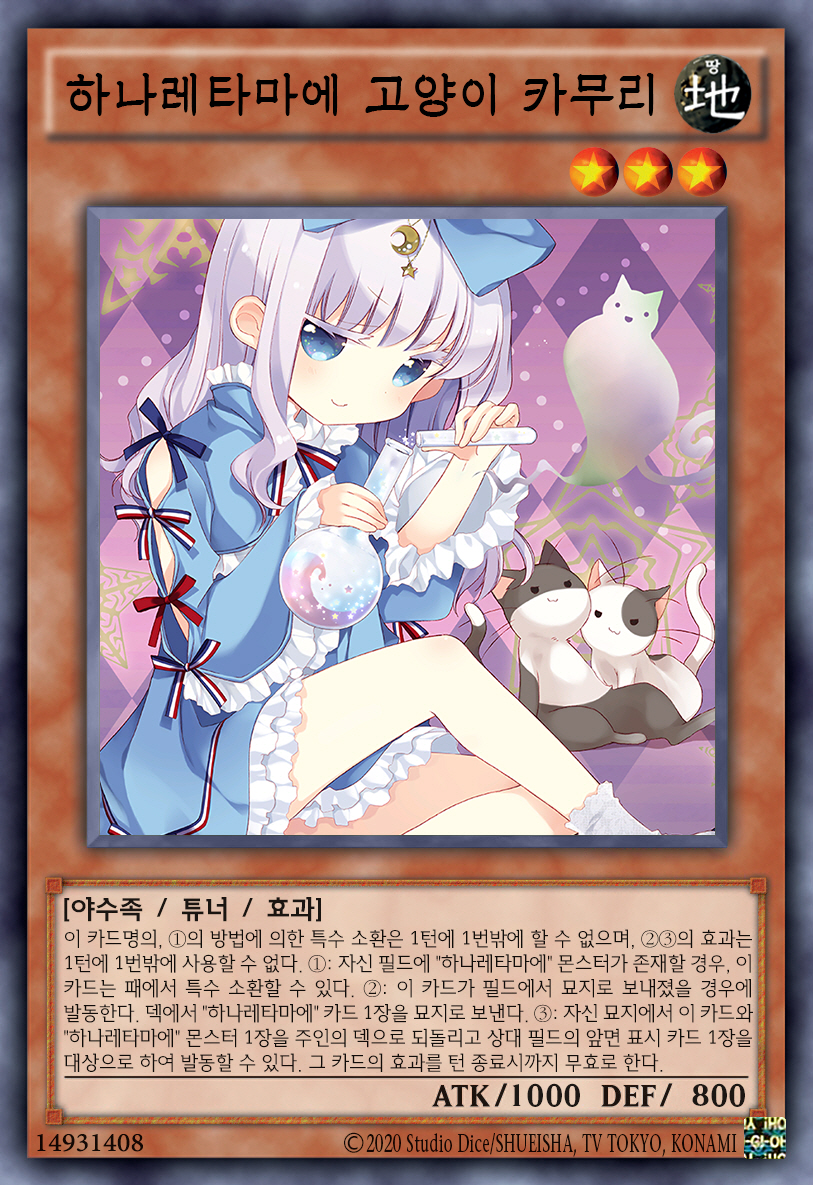 하나레타마에 고양이 카무리
땅
地
[야수족 / 튜너 / 효과]
이 카드명의, ①의 방법에 의한 특수 소환은 1턴에 1번밖에 할 수 없으며, ②③의 효과는
1턴에 1번밖에 사용할 수 없다. ①: 자신 필드에 "하나레타마에" 몬스터가 존재할 경우, 이
카드는 패에서 특수 소환할 수 있다. ②: 이 카드가 필드에서 묘지로 보내졌을 경우에
발동한다. 덱에서 "하나레타마에" 카드 1장을 묘지로 보낸다. ③: 자신 묘지에서 이 카드와
"하나레타마에" 몬스터 1장을 주인의 덱으로 되돌리고 상대 필드의 앞면 표시 카드 1장을
대상으로 하여 발동할 수 있다. 그 카드의 효과를 턴 종료시까지 무효로 한다.
ATK/1000 DEF/ 800
14931408 ©2020 Studio Dice/SHUEISHA, TV TOKYO, KONAMI